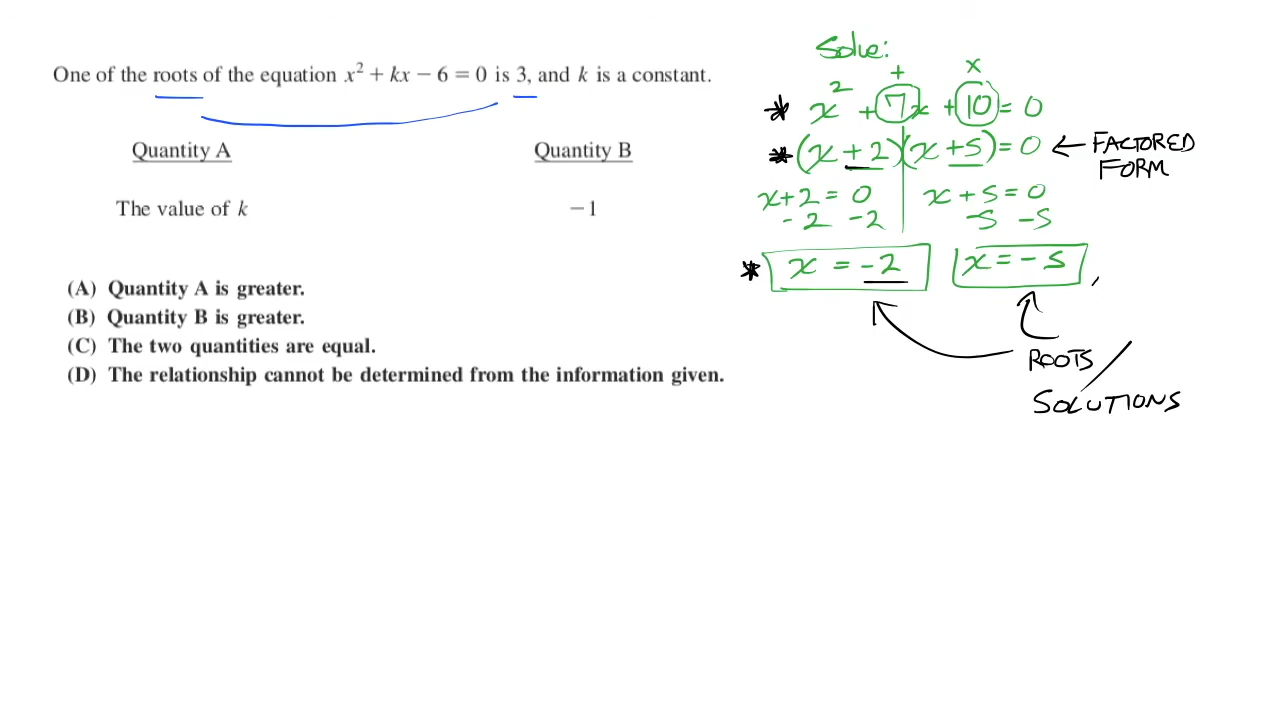 One of the roots of the equation x² + kx − 6 = 0 is 3, and k is a constant.
Quantity A Quantity B
The value of k −1
(A) Quantity A is greater.
(B) Quantity B is greater.
(C) The two quantities are equal.
(D) The relationship cannot be determined from the information given.
Solve:
+ x
* x² + 7x + 10 = 0
* (x + 2)(x + 5) = 0 ← FACTORED
FORM
x + 2 = 0 x + 5 = 0
- 2 - 2 - 5 - 5
* x = - 2 x = - 5
ROOTS /
SOLUTIONS